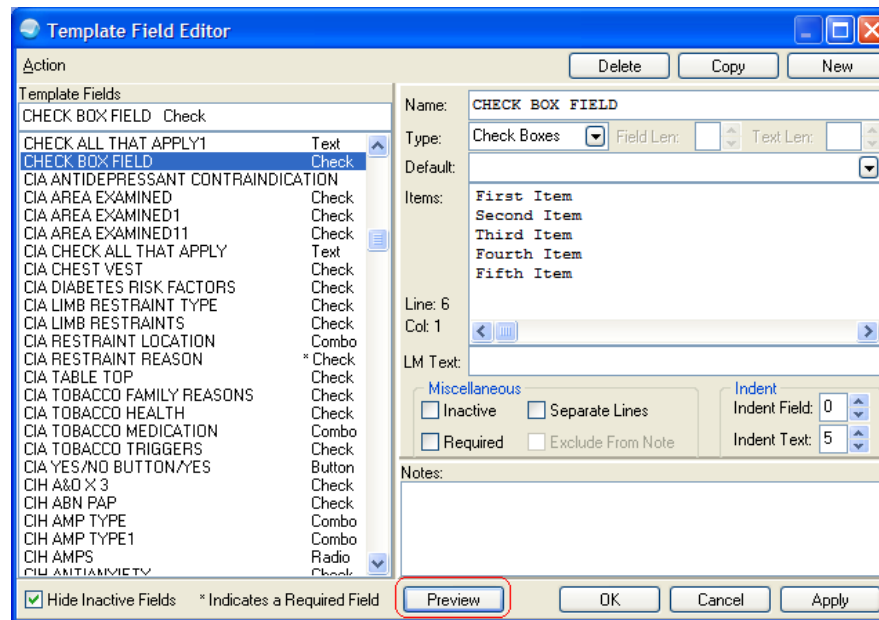 Template Field Editor
Action
Delete Copy New
Template Fields
CHECK BOX FIELD Check
CHECK ALL THAT APPLY1 Text
CHECK BOX FIELD Check
CIA ANTIDEPRESSANT CONTRAINDICATION
CIA AREA EXAMINED Check
CIA AREA EXAMINED1 Check
CIA AREA EXAMINED11 Check
CIA CHECK ALL THAT APPLY Text
CIA CHEST VEST Check
CIA DIABETES RISK FACTORS Check
CIA LIMB RESTRAINT TYPE Check
CIA LIMB RESTRAINTS Check
CIA RESTRAINT LOCATION Combo
CIA RESTRAINT REASON * Check
CIA TABLE TOP Check
CIA TOBACCO FAMILY REASONS Check
CIA TOBACCO HEALTH Check
CIA TOBACCO MEDICATION Combo
CIA TOBACCO TRIGGERS Check
CIA YES/NO BUTTON/YES Button
CIH A&O X 3 Check
CIH ABN PAP Check
CIH AMP TYPE Combo
CIH AMP TYPE1 Combo
CIH AMPS Radio
CIH ANTIANXIETY Check
Name: CHECK BOX FIELD
Type: Check Boxes Field Len: Text Len:
Default:
Items: First Item
Second Item
Third Item
Fourth Item
Fifth Item
Line: 6
Col: 1
LM Text:
Miscellaneous
Inactive Separate Lines
Required Exclude From Note
Indent
Indent Field: 0
Indent Text: 5
Notes:
Hide Inactive Fields * Indicates a Required Field
Preview OK Cancel Apply